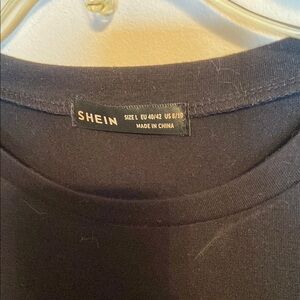 SHEIN
SIZE L EU 40/42 US 8/10
MADE IN CHINA